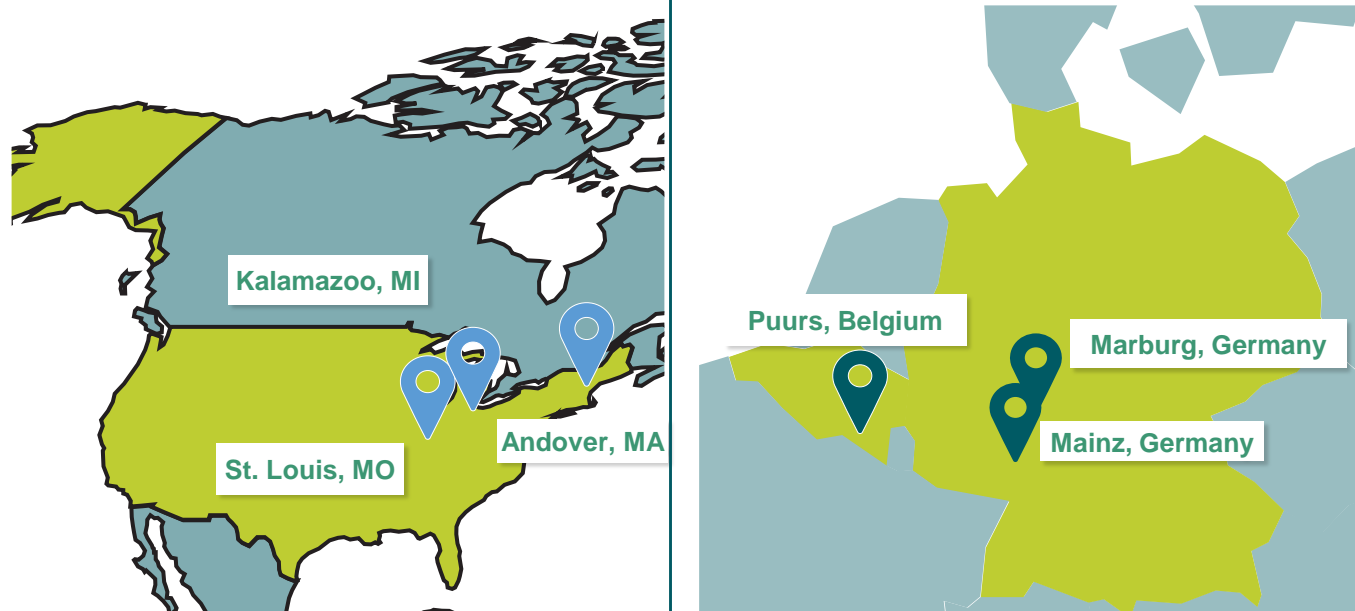 Kalamazoo, MI
St. Louis, MO
Andover, MA
Puurs, Belgium
Marburg, Germany
Mainz, Germany